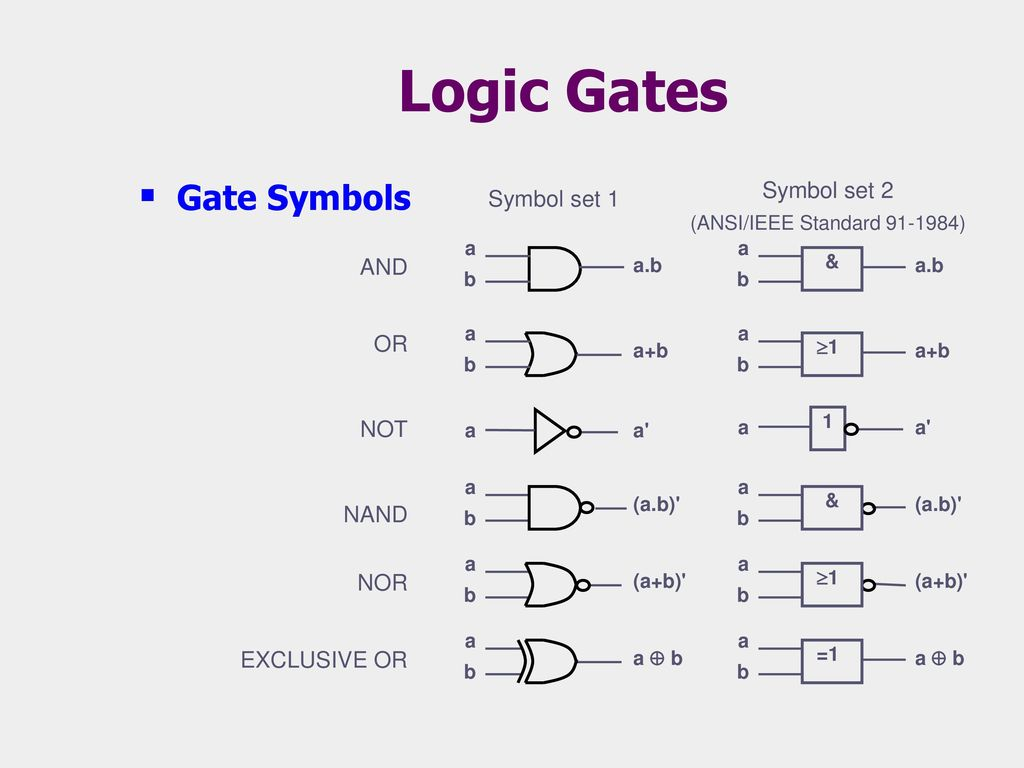 Logic Gates
▪ Gate Symbols
Symbol set 1
Symbol set 2
(ANSI/IEEE Standard 91-1984)
AND
a
b
a.b
a
b
&
a.b
OR
a
b
a+b
a
b
≥1
a+b
NOT
a
a'
a
1
a'
NAND
a
b
(a.b)'
a
b
&
(a.b)'
NOR
a
b
(a+b)'
a
b
≥1
(a+b)'
EXCLUSIVE OR
a
b
a ⊕ b
a
b
=1
a ⊕ b